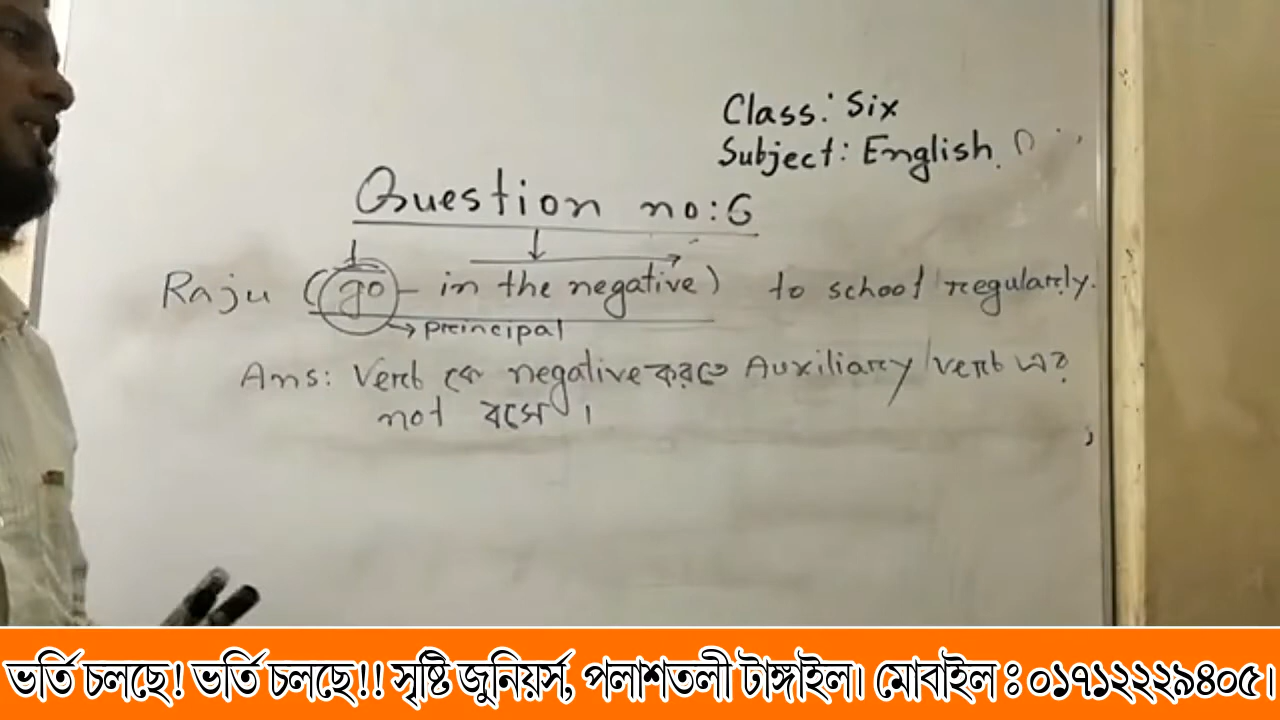 Class: Six
Subject: English
Question no: 6
Raju (go - in the negative) to school regularly.
→ principal
Ans: Verb কে negative করতে Auxiliary verb এর
not বসে ।
ভর্তি চলছে! ভর্তি চলছে!! সৃষ্টি জুনিয়র্স, পলাশতলী টাঙ্গাইল। মোবাইল ঃ ০১৭১২২২৯৪০৫।